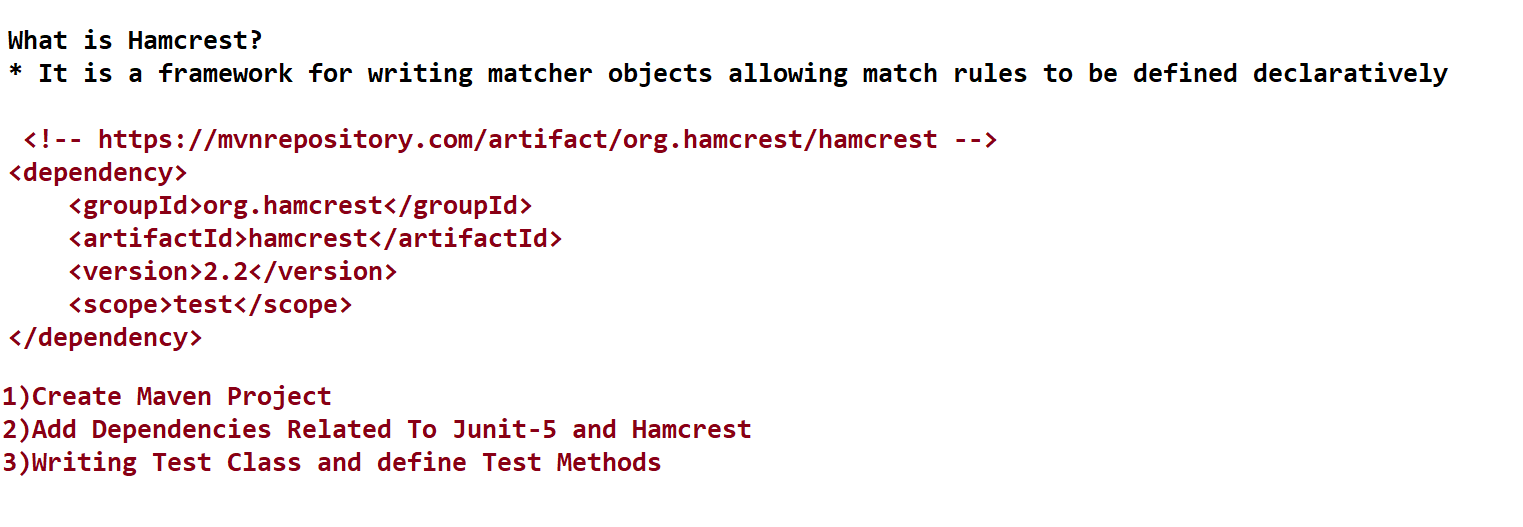 What is Hamcrest?
* It is a framework for writing matcher objects allowing match rules to be defined declaratively
<!-- https://mvnrepository.com/artifact/org.hamcrest/hamcrest -->
<dependency>
    <groupId>org.hamcrest</groupId>
    <artifactId>hamcrest</artifactId>
    <version>2.2</version>
    <scope>test</scope>
</dependency>
1)Create Maven Project
2)Add Dependencies Related To Junit-5 and Hamcrest
3)Writing Test Class and define Test Methods